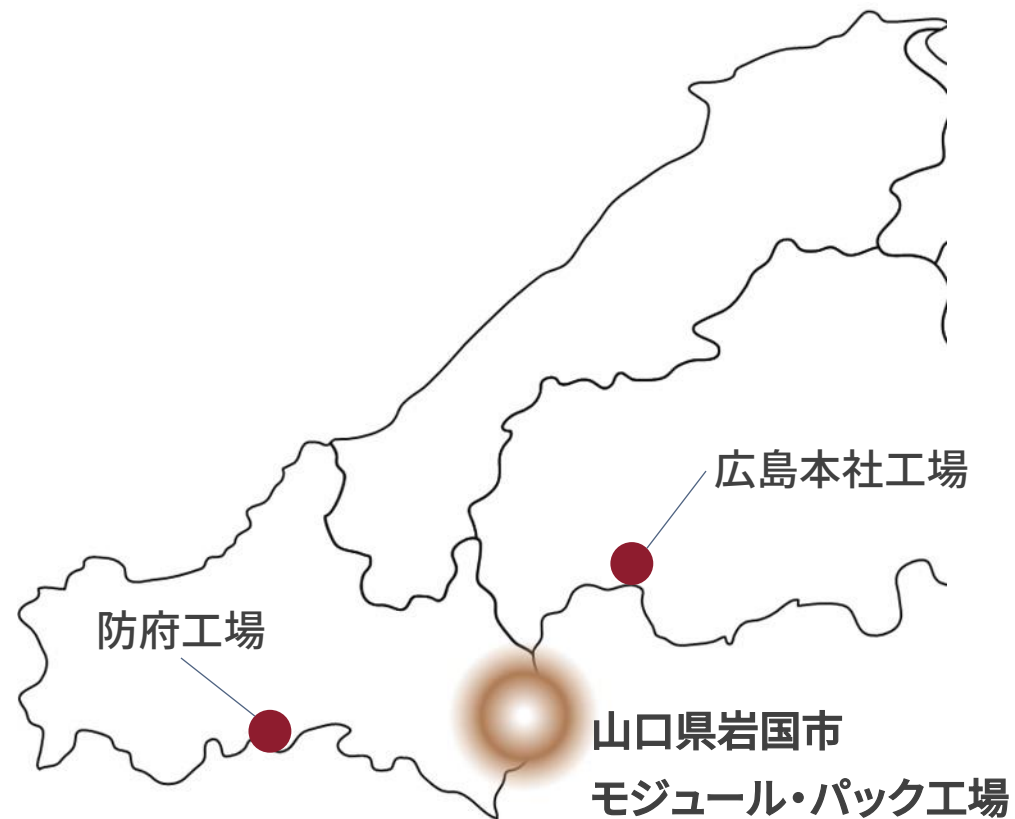 広島本社工場
防府工場
山口県岩国市
モジュール・パック工場